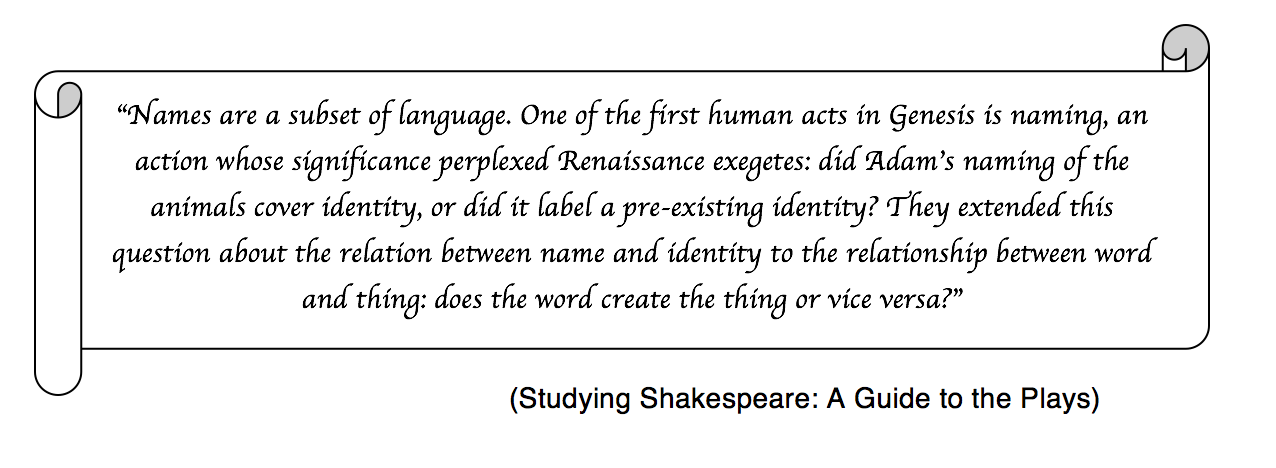 “Names are a subset of language. One of the first human acts in Genesis is naming, an
action whose significance perplexed Renaissance exegetes: did Adam’s naming of the
animals cover identity, or did it label a pre-existing identity? They extended this
question about the relation between name and identity to the relationship between word
and thing: does the word create the thing or vice versa?”
(Studying Shakespeare: A Guide to the Plays)